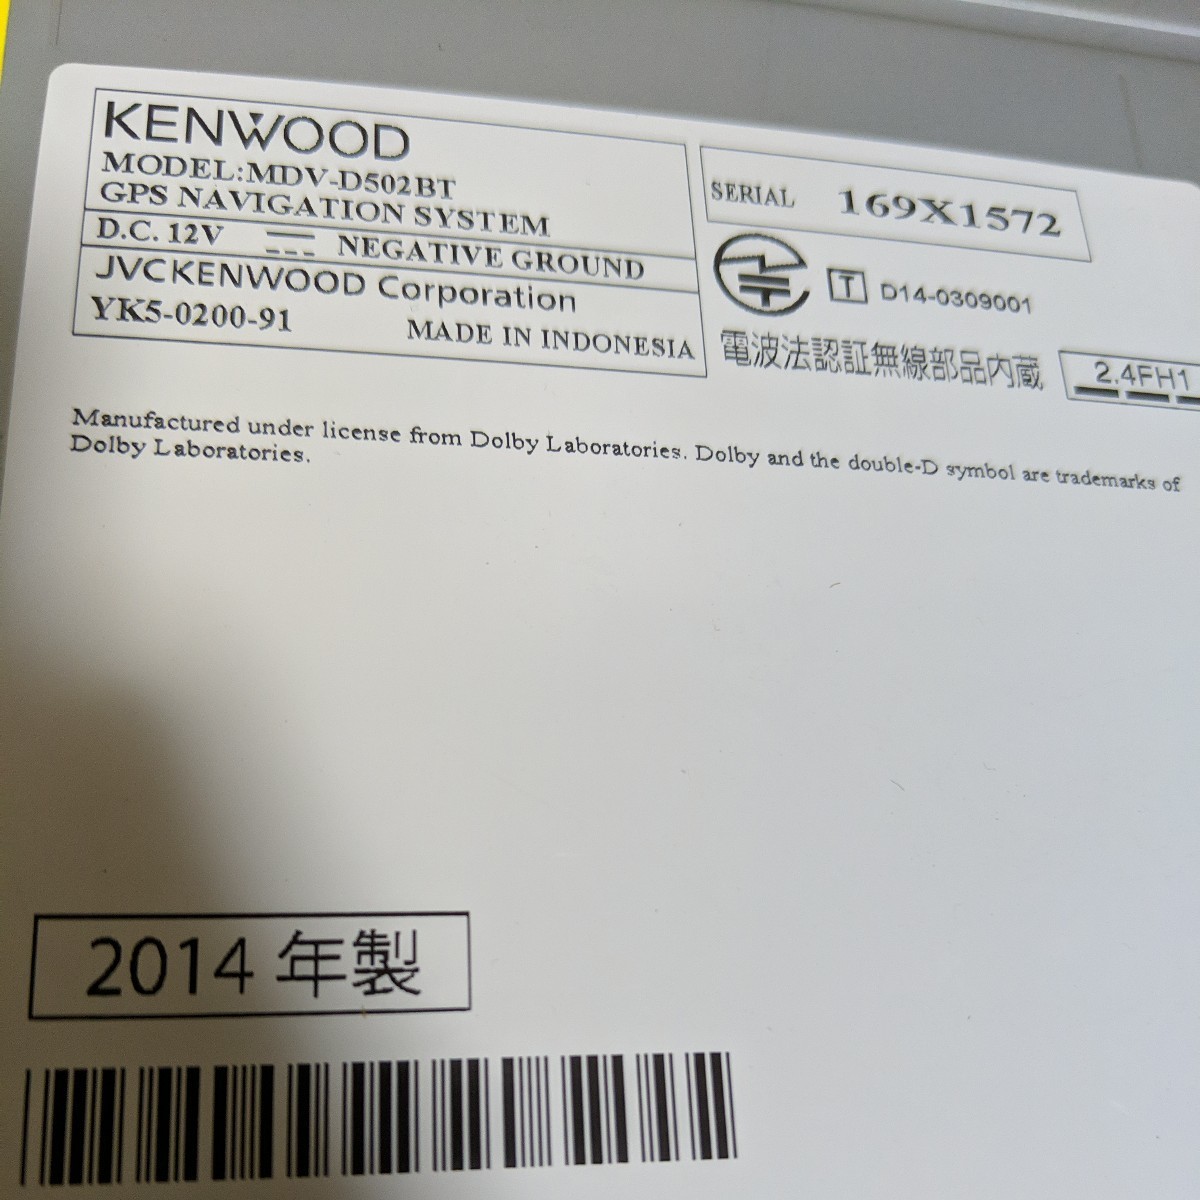 KENWOOD
MODEL:MDV-D502BT
GPS NAVIGATION SYSTEM
D.C. 12V NEGATIVE GROUND
JVCKENWOOD Corporation
YK5-0200-91 MADE IN INDONESIA
SERIAL 169X1572
T D14-0309001
電波法認証無線部品内蔵 2.4FH1
Manufactured under license from Dolby Laboratories. Dolby and the double-D symbol are trademarks of
Dolby Laboratories.
2014 年製